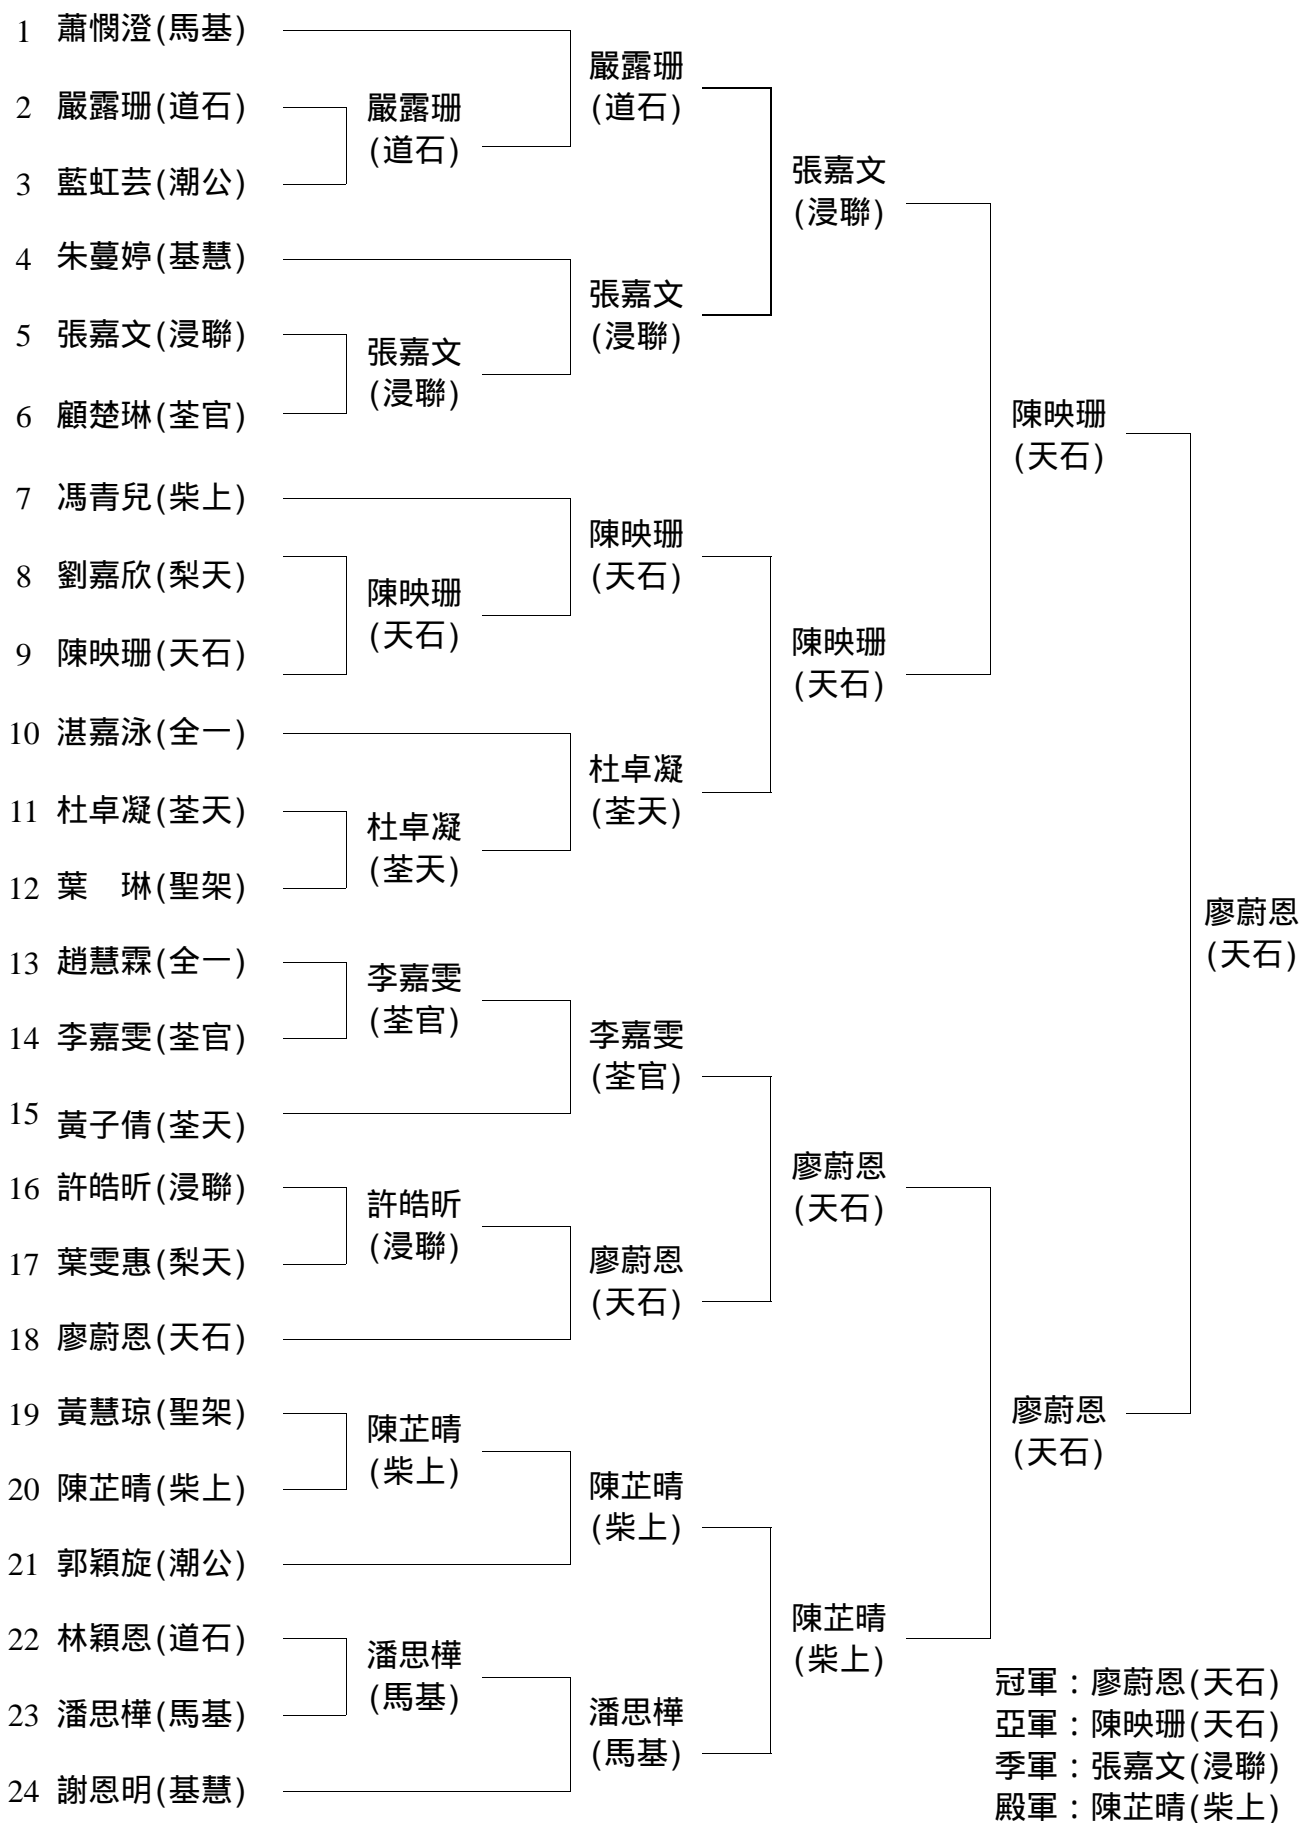 1 蕭憫澄(馬基)
2 嚴露珊(道石)
3 藍虹芸(潮公)
4 朱蔓婷(基慧)
5 張嘉文(浸聯)
6 顧楚琳(荃官)
7 馮青兒(柴上)
8 劉嘉欣(梨天)
9 陳映珊(天石)
10 湛嘉泳(全一)
11 杜卓凝(荃天)
12 葉　琳(聖架)
13 趙慧霖(全一)
14 李嘉雯(荃官)
15 黃子倩(荃天)
16 許皓昕(浸聯)
17 葉雯惠(梨天)
18 廖蔚恩(天石)
19 黃慧琼(聖架)
20 陳芷晴(柴上)
21 郭穎旋(潮公)
22 林穎恩(道石)
23 潘思樺(馬基)
24 謝恩明(基慧)
嚴露珊
(道石)
張嘉文
(浸聯)
陳映珊
(天石)
杜卓凝
(荃天)
李嘉雯
(荃官)
許皓昕
(浸聯)
陳芷晴
(柴上)
潘思樺
(馬基)
嚴露珊
(道石)
張嘉文
(浸聯)
陳映珊
(天石)
杜卓凝
(荃天)
李嘉雯
(荃官)
廖蔚恩
(天石)
陳芷晴
(柴上)
潘思樺
(馬基)
張嘉文
(浸聯)
陳映珊
(天石)
廖蔚恩
(天石)
陳芷晴
(柴上)
陳映珊
(天石)
廖蔚恩
(天石)
廖蔚恩
(天石)
冠軍：廖蔚恩(天石)
亞軍：陳映珊(天石)
季軍：張嘉文(浸聯)
殿軍：陳芷晴(柴上)